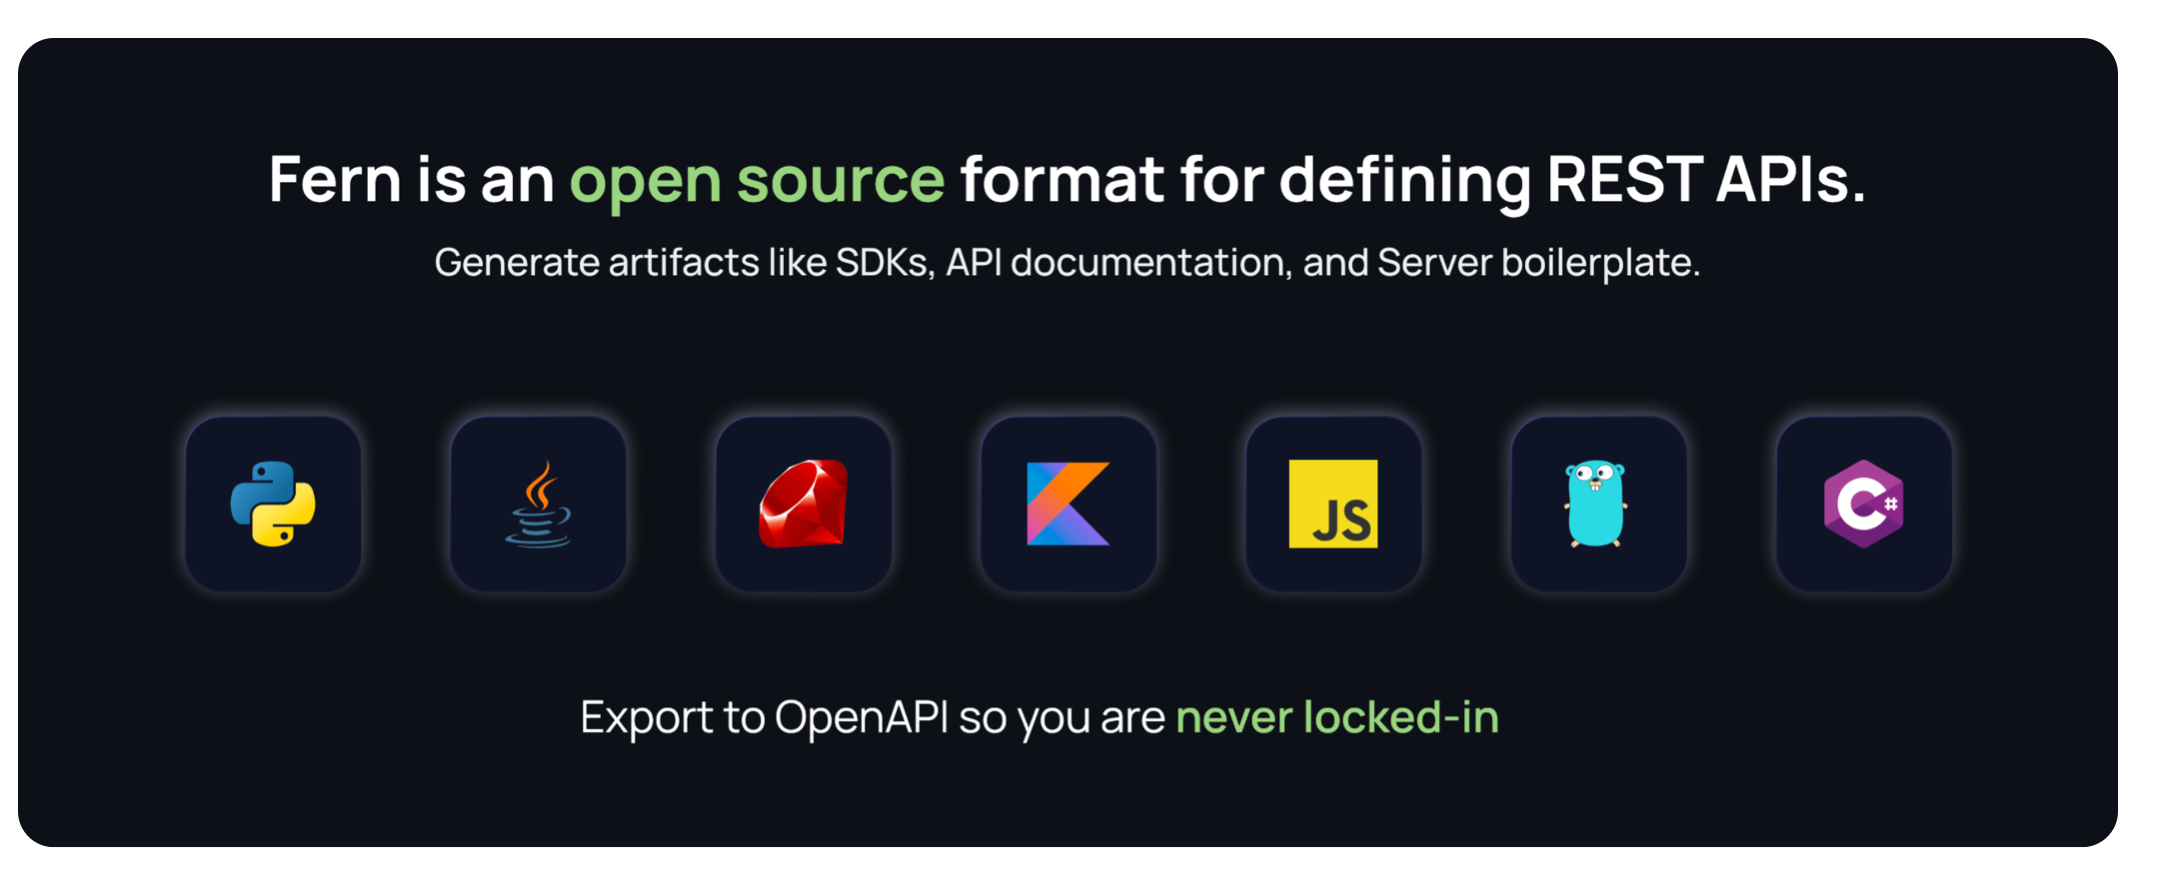 Fern is an open source format for defining REST APIs.
Generate artifacts like SDKs, API documentation, and Server boilerplate.
JS
C#
Export to OpenAPI so you are never locked-in